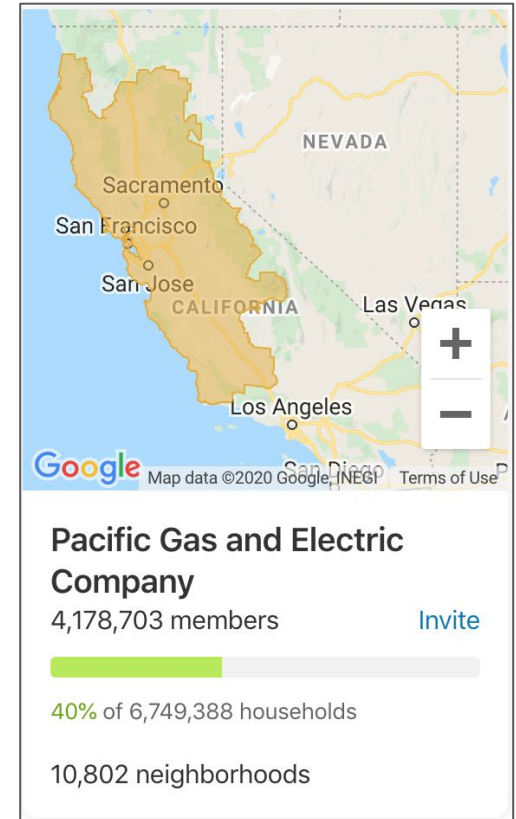 NEVADA
Sacramento
San Francisco
San Jose
CALIFORNIA
Las Vegas
+
Los Angeles
−
San Diego
Google
Map data ©2020 Google, INEGI Terms of Use
Pacific Gas and Electric
Company
4,178,703 members Invite
40% of 6,749,388 households
10,802 neighborhoods